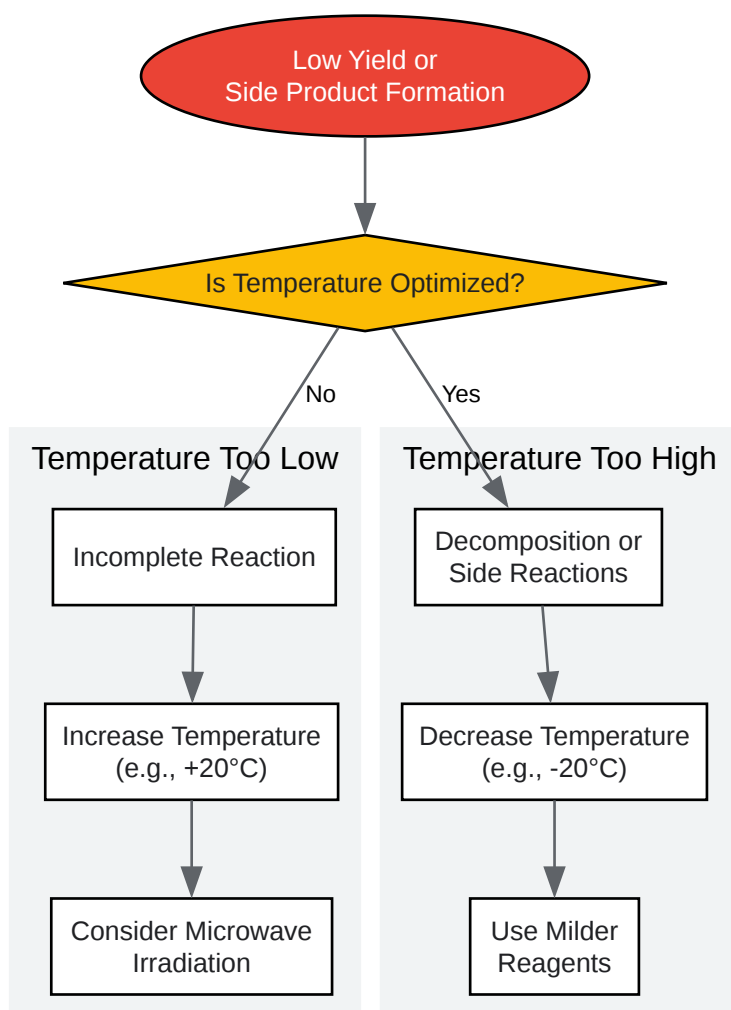 Low Yield or
Side Product Formation
Is Temperature Optimized?
No
Yes
Temperature Too Low
Temperature Too High
Incomplete Reaction
Decomposition or
Side Reactions
Increase Temperature
(e.g., +20°C)
Decrease Temperature
(e.g., -20°C)
Consider Microwave
Irradiation
Use Milder
Reagents